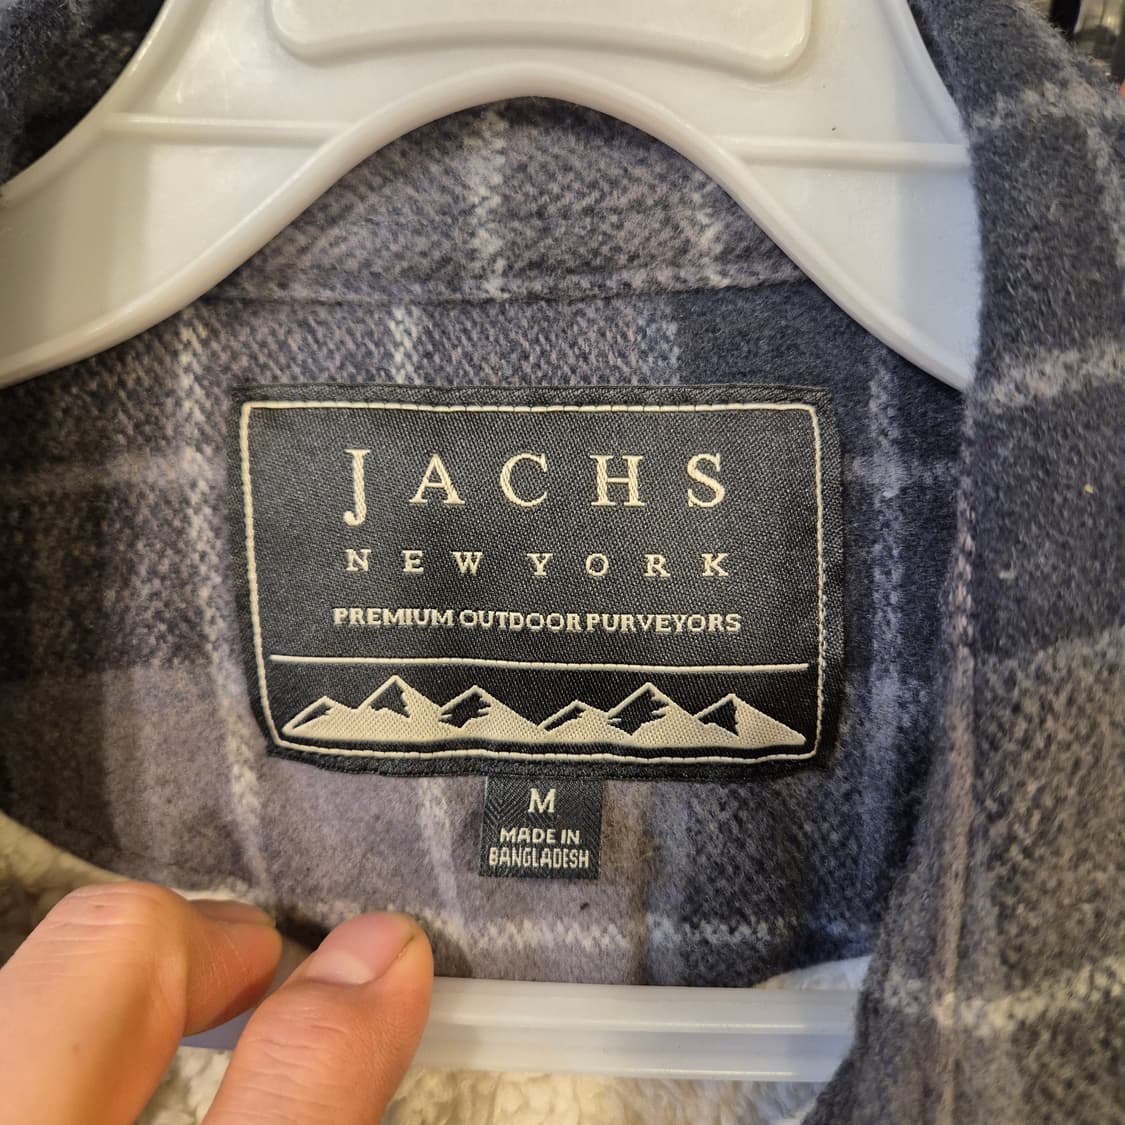 JACHS
NEW YORK
PREMIUM OUTDOOR PURVEYORS
M
MADE IN
BANGLADESH